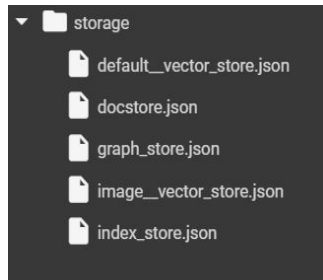 storage
default__vector_store.json
docstore.json
graph_store.json
image__vector_store.json
index_store.json